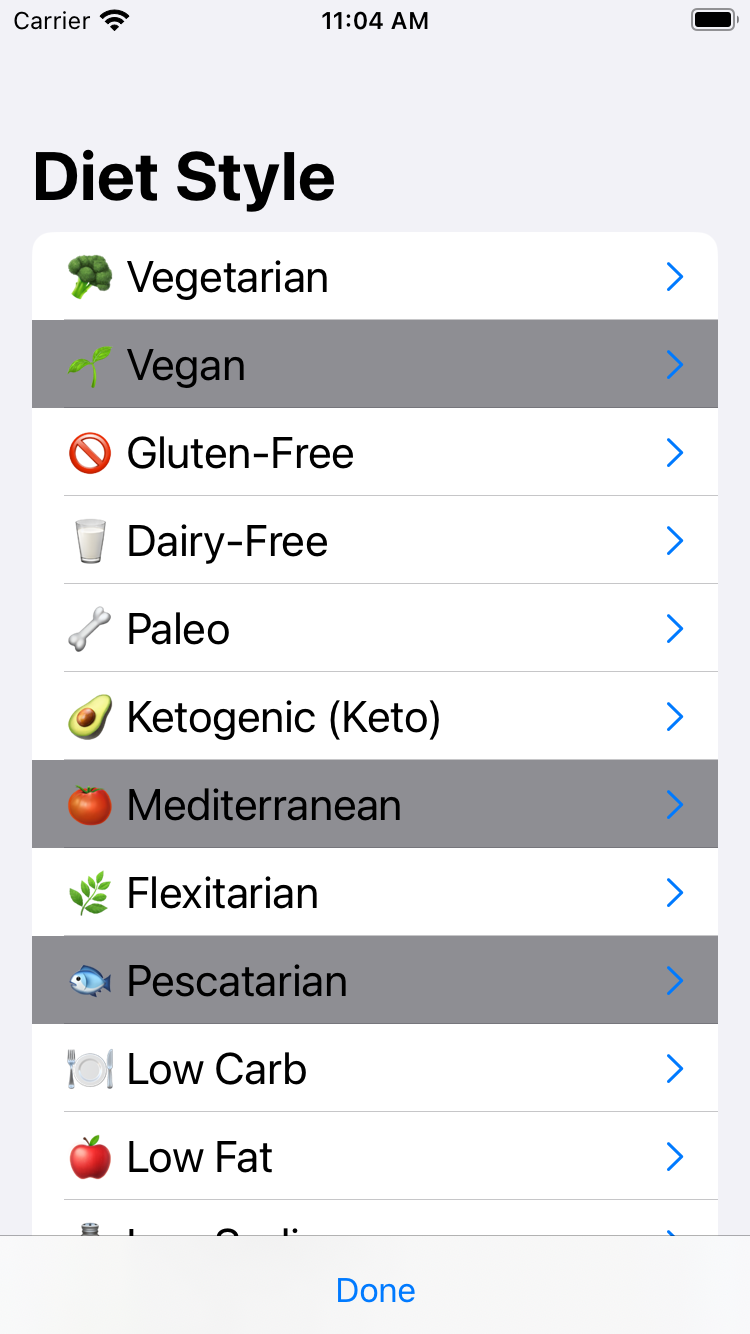 Carrier 11:04 AM
Diet Style
Vegetarian
Vegan
Gluten-Free
Dairy-Free
Paleo
Ketogenic (Keto)
Mediterranean
Flexitarian
Pescatarian
Low Carb
Low Fat
Done